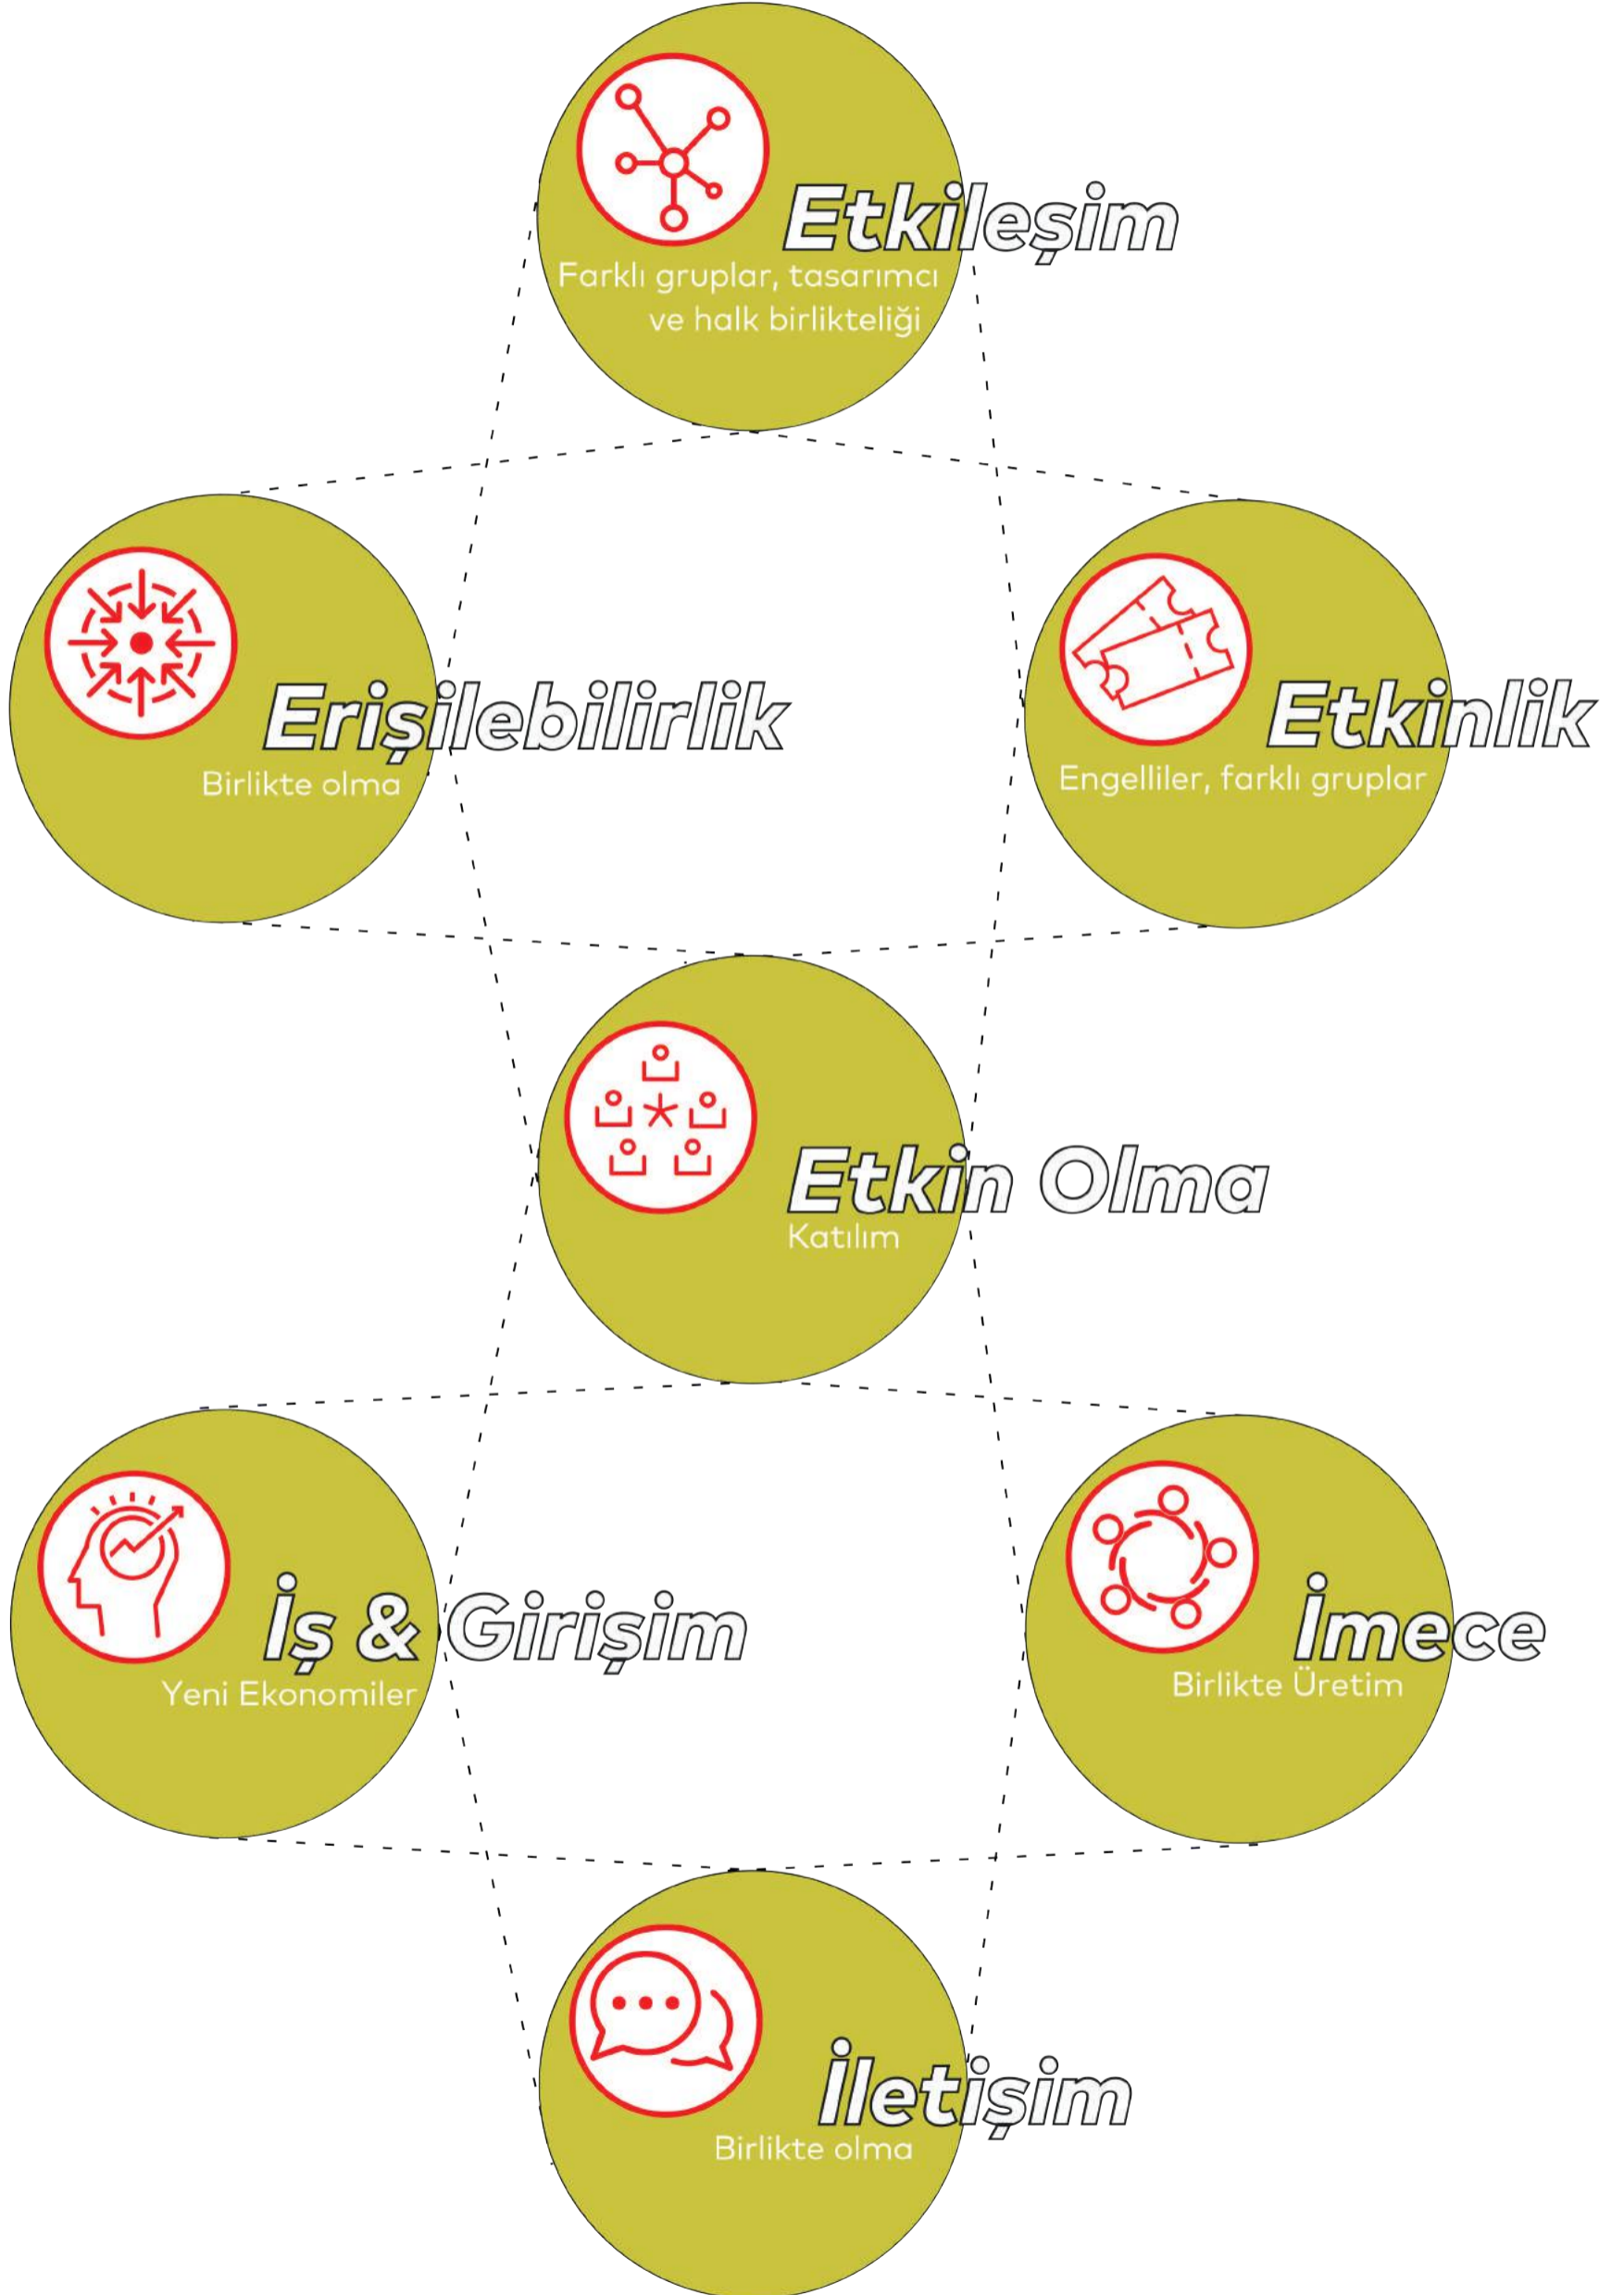 Etkileşim
Farklı gruplar, tasarımcı
ve halk birlikteliği
Erişilebilirlik
Birlikte olma
Etkinlik
Engelliler, farklı gruplar
Etkin Olma
Katılım
İş & Girişim
Yeni Ekonomiler
İmece
Birlikte Üretim
İletişim
Birlikte olma